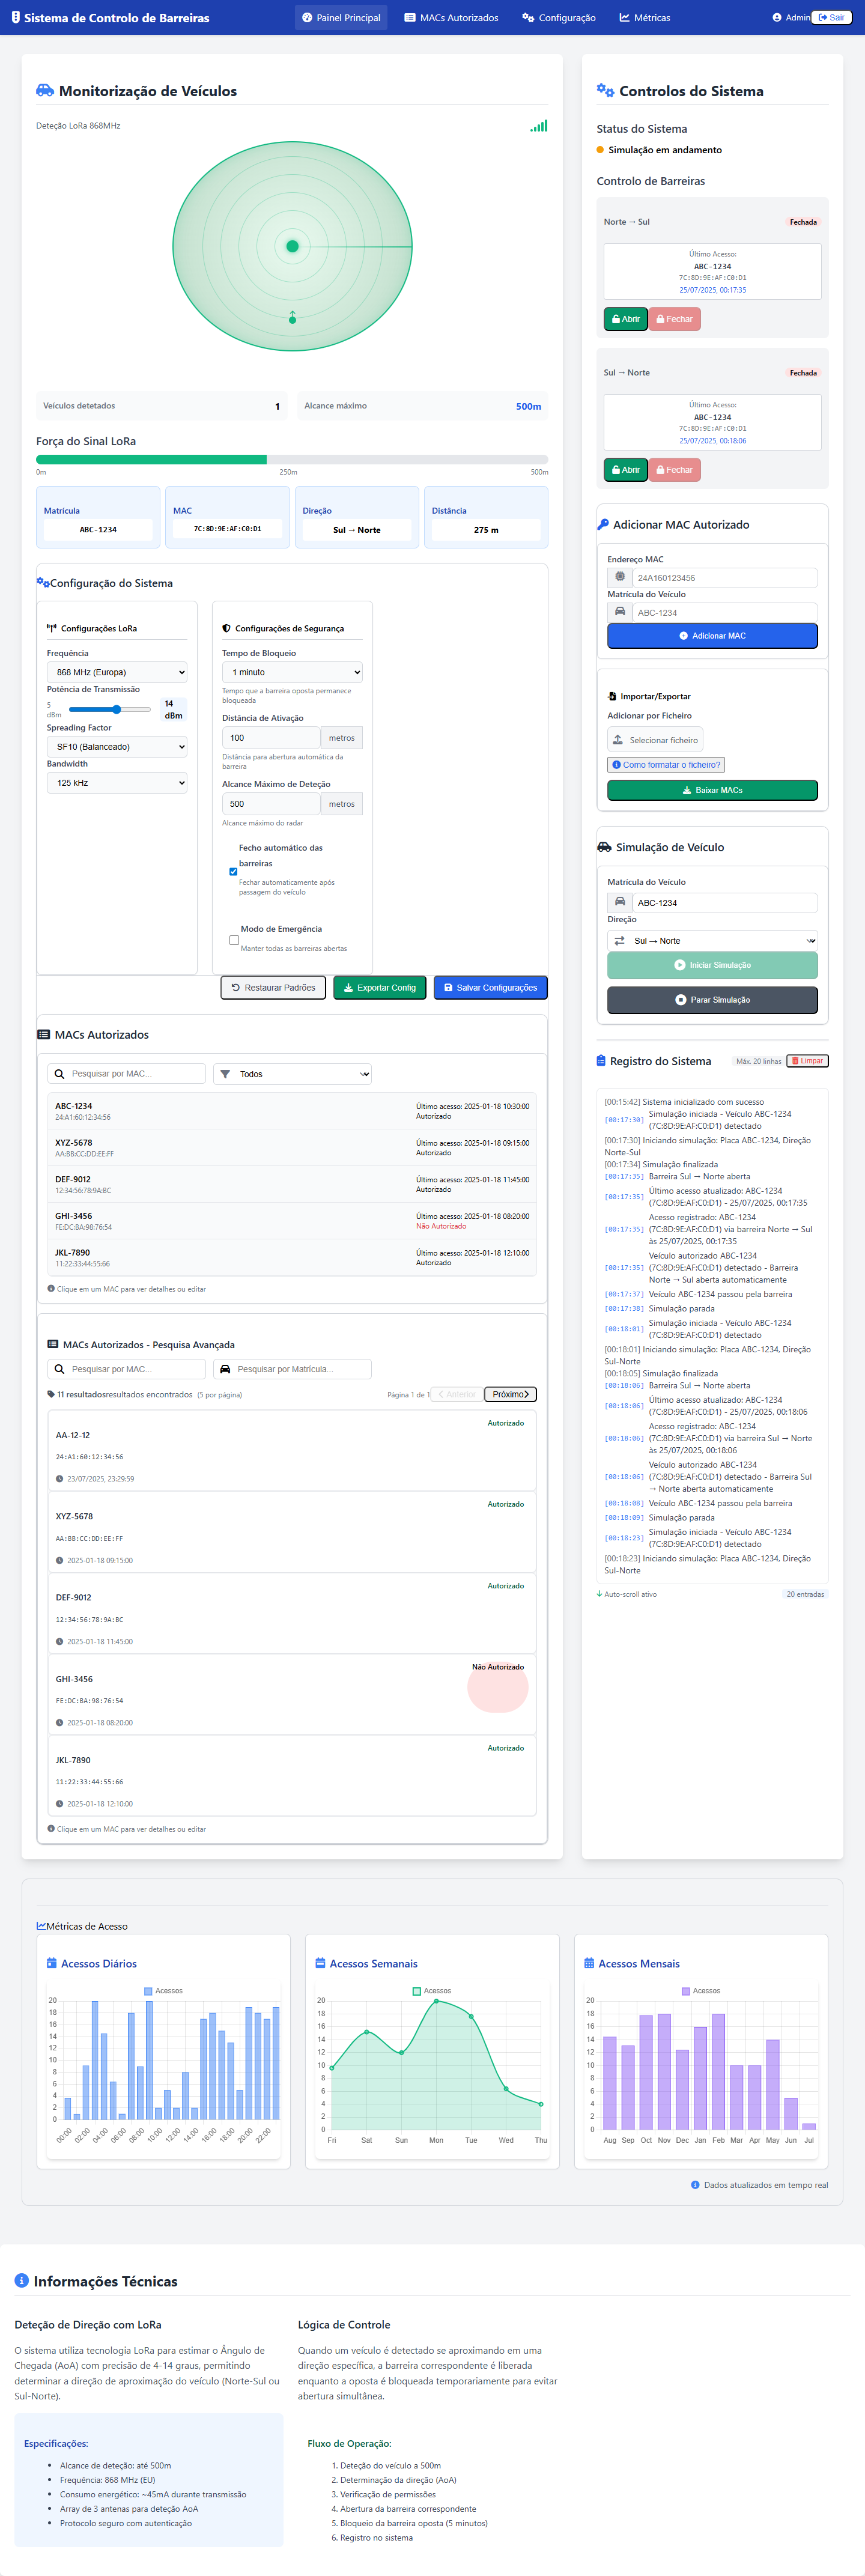 Sistema de Controlo de Barreiras
Painel Principal
MACs Autorizados
Configuração
Métricas
Admin
Sair
Monitorização de Veículos
Deteção LoRa 868MHz
Veículos detetados
1
Alcance máximo
500m
Força do Sinal LoRa
0m
250m
500m
Matrícula
ABC-1234
MAC
7C:8D:9E:AF:C0:D1
Direção
Sul → Norte
Distância
275 m
Configuração do Sistema
Configurações LoRa
Frequência
868 MHz (Europa)
Potência de Transmissão
5 dBm
14 dBm
Spreading Factor
SF10 (Balanceado)
Bandwidth
125 kHz
Configurações de Segurança
Tempo de Bloqueio
1 minuto
Tempo que a barreira oposta permanece
bloqueada
Distância de Ativação
100
metros
Distância para abertura automática da
barreira
Alcance Máximo de Deteção
500
metros
Alcance máximo do radar
Fecho automático das
barreiras
Fechar automaticamente após
passagem do veículo
Modo de Emergência
Manter todas as barreiras abertas
Restaurar Padrões
Exportar Config
Salvar Configurações
MACs Autorizados
Pesquisar por MAC...
Todos
ABC-1234
24:A1:60:12:34:56
Último acesso: 2025-01-18 10:30:00
Autorizado
XYZ-5678
AA:BB:CC:DD:EE:FF
Último acesso: 2025-01-18 09:15:00
Autorizado
DEF-9012
12:34:56:78:9A:BC
Último acesso: 2025-01-18 11:45:00
Autorizado
GHI-3456
FE:DC:BA:98:76:54
Último acesso: 2025-01-18 08:20:00
Não Autorizado
JKL-7890
11:22:33:44:55:66
Último acesso: 2025-01-18 12:10:00
Autorizado
Clique em um MAC para ver detalhes ou editar
MACs Autorizados - Pesquisa Avançada
Pesquisar por MAC...
Pesquisar por Matrícula...
11 resultadosresultados encontrados (5 por página)
Página 1 de 1
Anterior
Próximo
AA-12-12
Autorizado
24:A1:60:12:34:56
23/07/2025, 23:29:59
XYZ-5678
Autorizado
AA:BB:CC:DD:EE:FF
2025-01-18 09:15:00
DEF-9012
Autorizado
12:34:56:78:9A:BC
2025-01-18 11:45:00
GHI-3456
Não Autorizado
FE:DC:BA:98:76:54
2025-01-18 08:20:00
JKL-7890
Autorizado
11:22:33:44:55:66
2025-01-18 12:10:00
Clique em um MAC para ver detalhes ou editar
Controlos do Sistema
Status do Sistema
Simulação em andamento
Controlo de Barreiras
Norte → Sul
Fechada
Último Acesso:
ABC-1234
7C:8D:9E:AF:C0:D1
25/07/2025, 00:17:35
Abrir
Fechar
Sul → Norte
Fechada
Último Acesso:
ABC-1234
7C:8D:9E:AF:C0:D1
25/07/2025, 00:18:06
Abrir
Fechar
Adicionar MAC Autorizado
Endereço MAC
24A160123456
Matrícula do Veículo
ABC-1234
Adicionar MAC
Importar/Exportar
Adicionar por Ficheiro
Selecionar ficheiro
Como formatar o ficheiro?
Baixar MACs
Simulação de Veículo
Matrícula do Veículo
ABC-1234
Direção
Sul → Norte
Iniciar Simulação
Parar Simulação
Registro do Sistema
Máx. 20 linhas
Limpar
[00:15:42] Sistema inicializado com sucesso
[00:17:30] Simulação iniciada - Veículo ABC-1234
(7C:8D:9E:AF:C0:D1) detectado
[00:17:30] Iniciando simulação: Placa ABC-1234, Direção
Norte-Sul
[00:17:34] Simulação finalizada
[00:17:35] Barreira Sul → Norte aberta
[00:17:35] Último acesso atualizado: ABC-1234
(7C:8D:9E:AF:C0:D1) - 25/07/2025, 00:17:35
[00:17:35] Acesso registrado: ABC-1234
(7C:8D:9E:AF:C0:D1) via barreira Norte → Sul
às 25/07/2025, 00:17:35
[00:17:35] Veículo autorizado ABC-1234
(7C:8D:9E:AF:C0:D1) detectado - Barreira
Norte → Sul aberta automaticamente
[00:17:37] Veículo ABC-1234 passou pela barreira
[00:17:38] Simulação parada
[00:18:01] Simulação iniciada - Veículo ABC-1234
(7C:8D:9E:AF:C0:D1) detectado
[00:18:01] Iniciando simulação: Placa ABC-1234, Direção
Sul-Norte
[00:18:05] Simulação finalizada
[00:18:06] Barreira Sul → Norte aberta
[00:18:06] Último acesso atualizado: ABC-1234
(7C:8D:9E:AF:C0:D1) - 25/07/2025, 00:18:06
[00:18:06] Acesso registrado: ABC-1234
(7C:8D:9E:AF:C0:D1) via barreira Sul → Norte
às 25/07/2025, 00:18:06
[00:18:06] Veículo autorizado ABC-1234
(7C:8D:9E:AF:C0:D1) detectado - Barreira Sul
→ Norte aberta automaticamente
[00:18:08] Veículo ABC-1234 passou pela barreira
[00:18:09] Simulação parada
[00:18:23] Simulação iniciada - Veículo ABC-1234
(7C:8D:9E:AF:C0:D1) detectado
[00:18:23] Iniciando simulação: Placa ABC-1234, Direção
Sul-Norte
Auto-scroll ativo
20 entradas
Métricas de Acesso
Acessos Diários
Acessos
20
18
16
14
12
10
8
6
4
2
0
00:00 02:00 04:00 06:00 08:00 10:00 12:00 14:00 16:00 18:00 20:00 22:00
Acessos Semanais
Acessos
20
18
16
14
12
10
8
6
4
2
0
Fri Sat Sun Mon Tue Wed Thu
Acessos Mensais
Acessos
20
18
16
14
12
10
8
6
4
2
0
Aug Sep Oct Nov Dec Jan Feb Mar Apr May Jun Jul
Dados atualizados em tempo real
Informações Técnicas
Deteção de Direção com LoRa
O sistema utiliza tecnologia LoRa para estimar o Ângulo de
Chegada (AoA) com precisão de 4-14 graus, permitindo
determinar a direção de aproximação do veículo (Norte-Sul ou
Sul-Norte).
Especificações:
• Alcance de deteção: até 500m
• Frequência: 868 MHz (EU)
• Consumo energético: ~45mA durante transmissão
• Array de 3 antenas para deteção AoA
• Protocolo seguro com autenticação
Lógica de Controle
Quando um veículo é detectado se aproximando em uma
direção específica, a barreira correspondente é liberada
enquanto a oposta é bloqueada temporariamente para evitar
abertura simultânea.
Fluxo de Operação:
1. Deteção do veículo a 500m
2. Determinação da direção (AoA)
3. Verificação de permissões
4. Abertura da barreira correspondente
5. Bloqueio da barreira oposta (5 minutos)
6. Registro no sistema